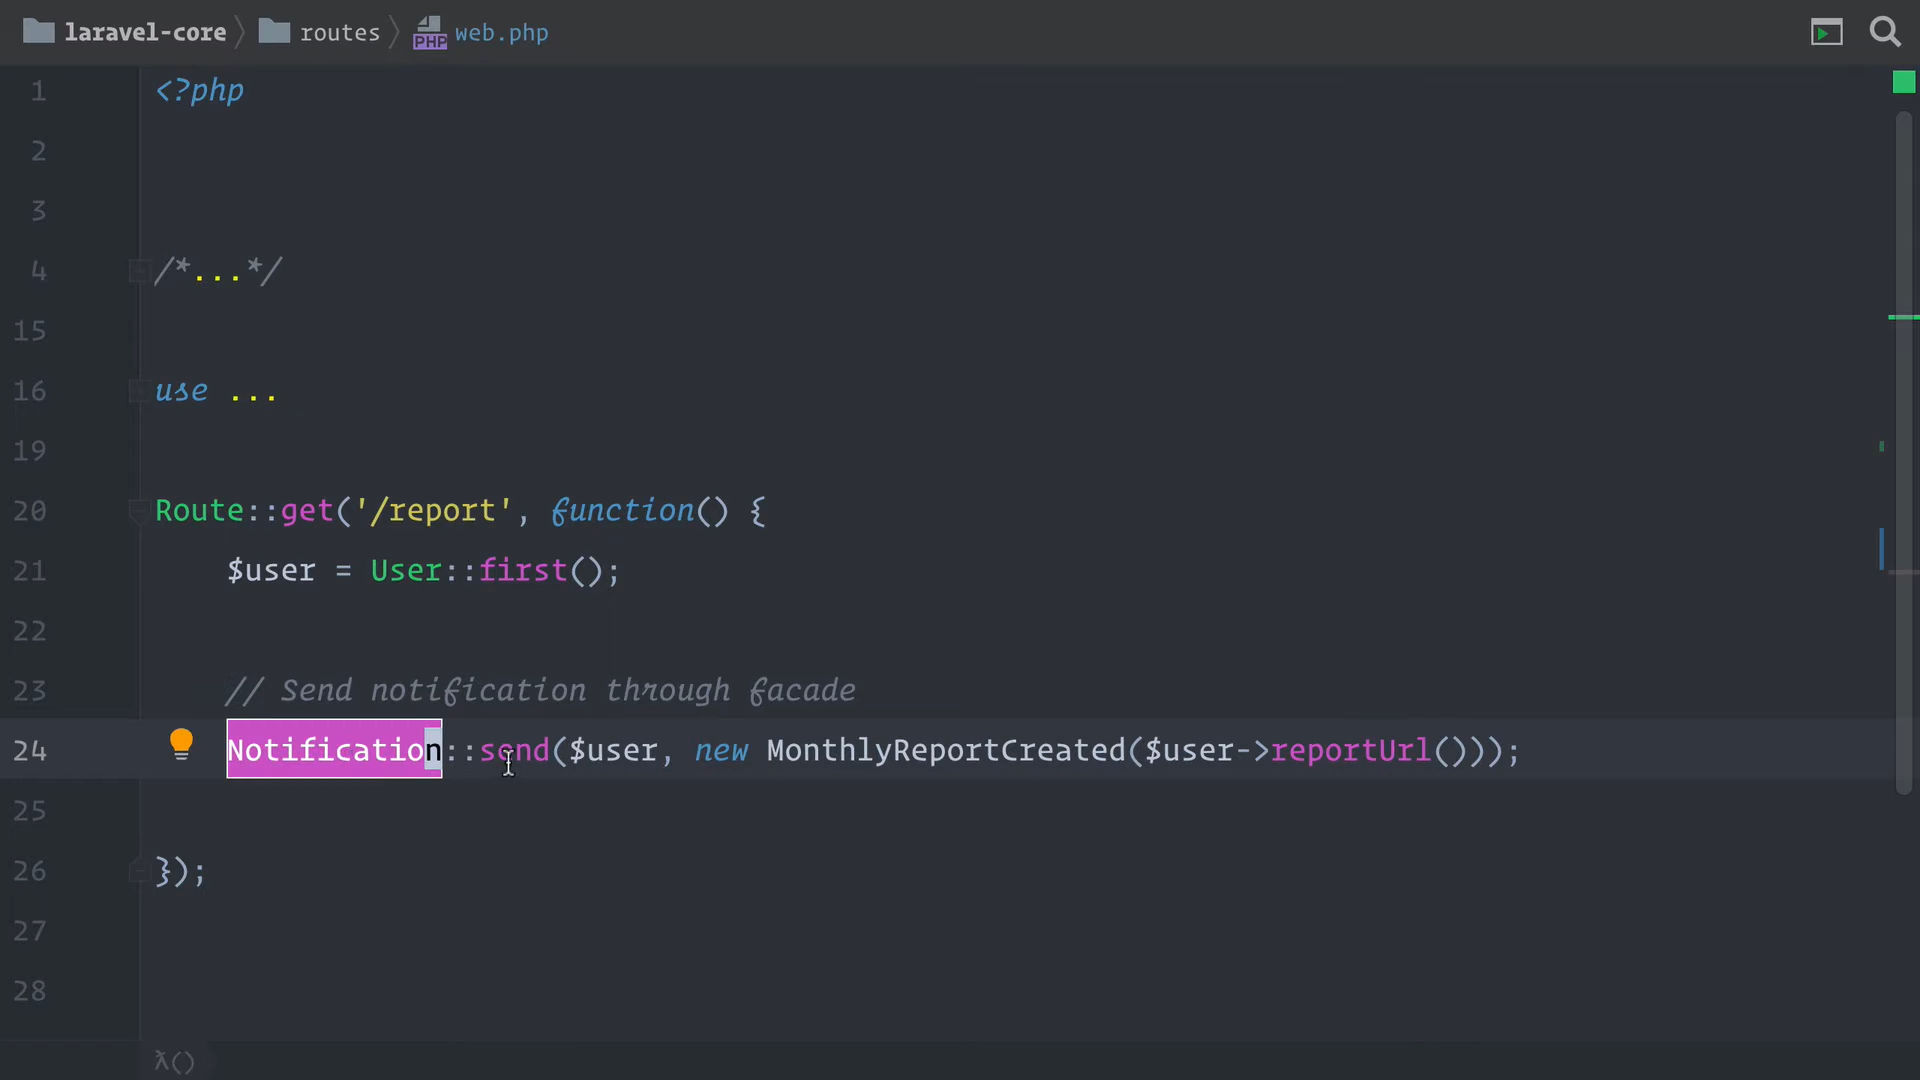 laravel-core routes PHP web.php
1 <?php
2
3
4 /*...*/
15
16 use ...
19
20 Route::get('/report', function() {
21 $user = User::first();
22
23 // Send notification through facade
24 Notification::send($user, new MonthlyReportCreated($user->reportUrl()));
25
26 });
27
28
λ()